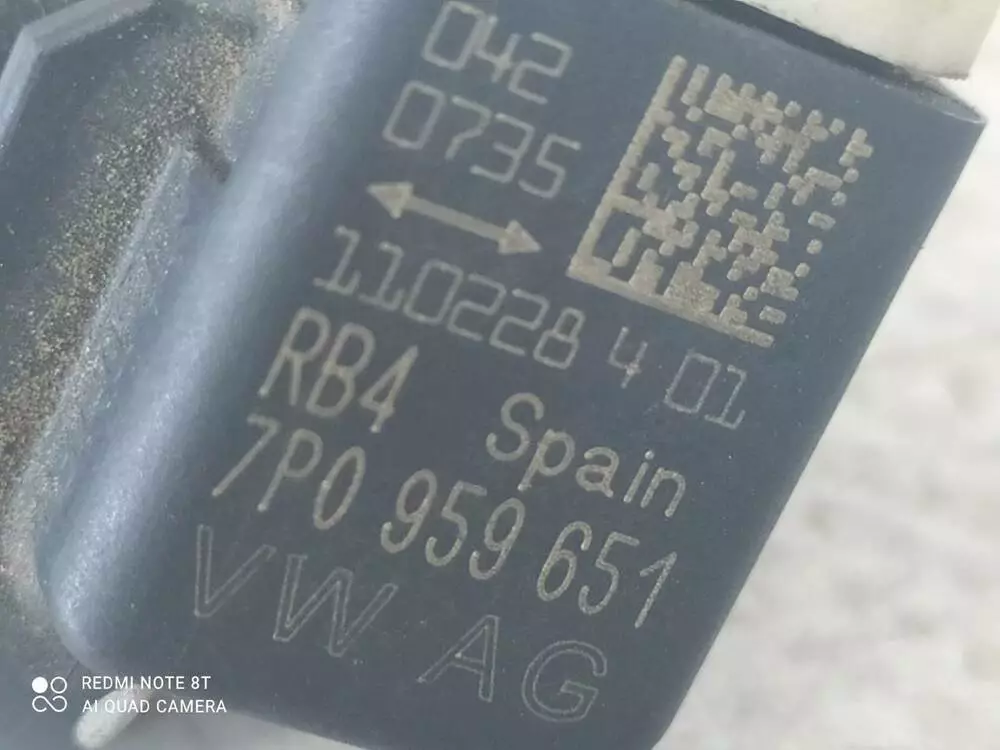 042
0735
110228 4 01
RB4 Spain
7P0 959 651
VW AG
REDMI NOTE 8T
AI QUAD CAMERA